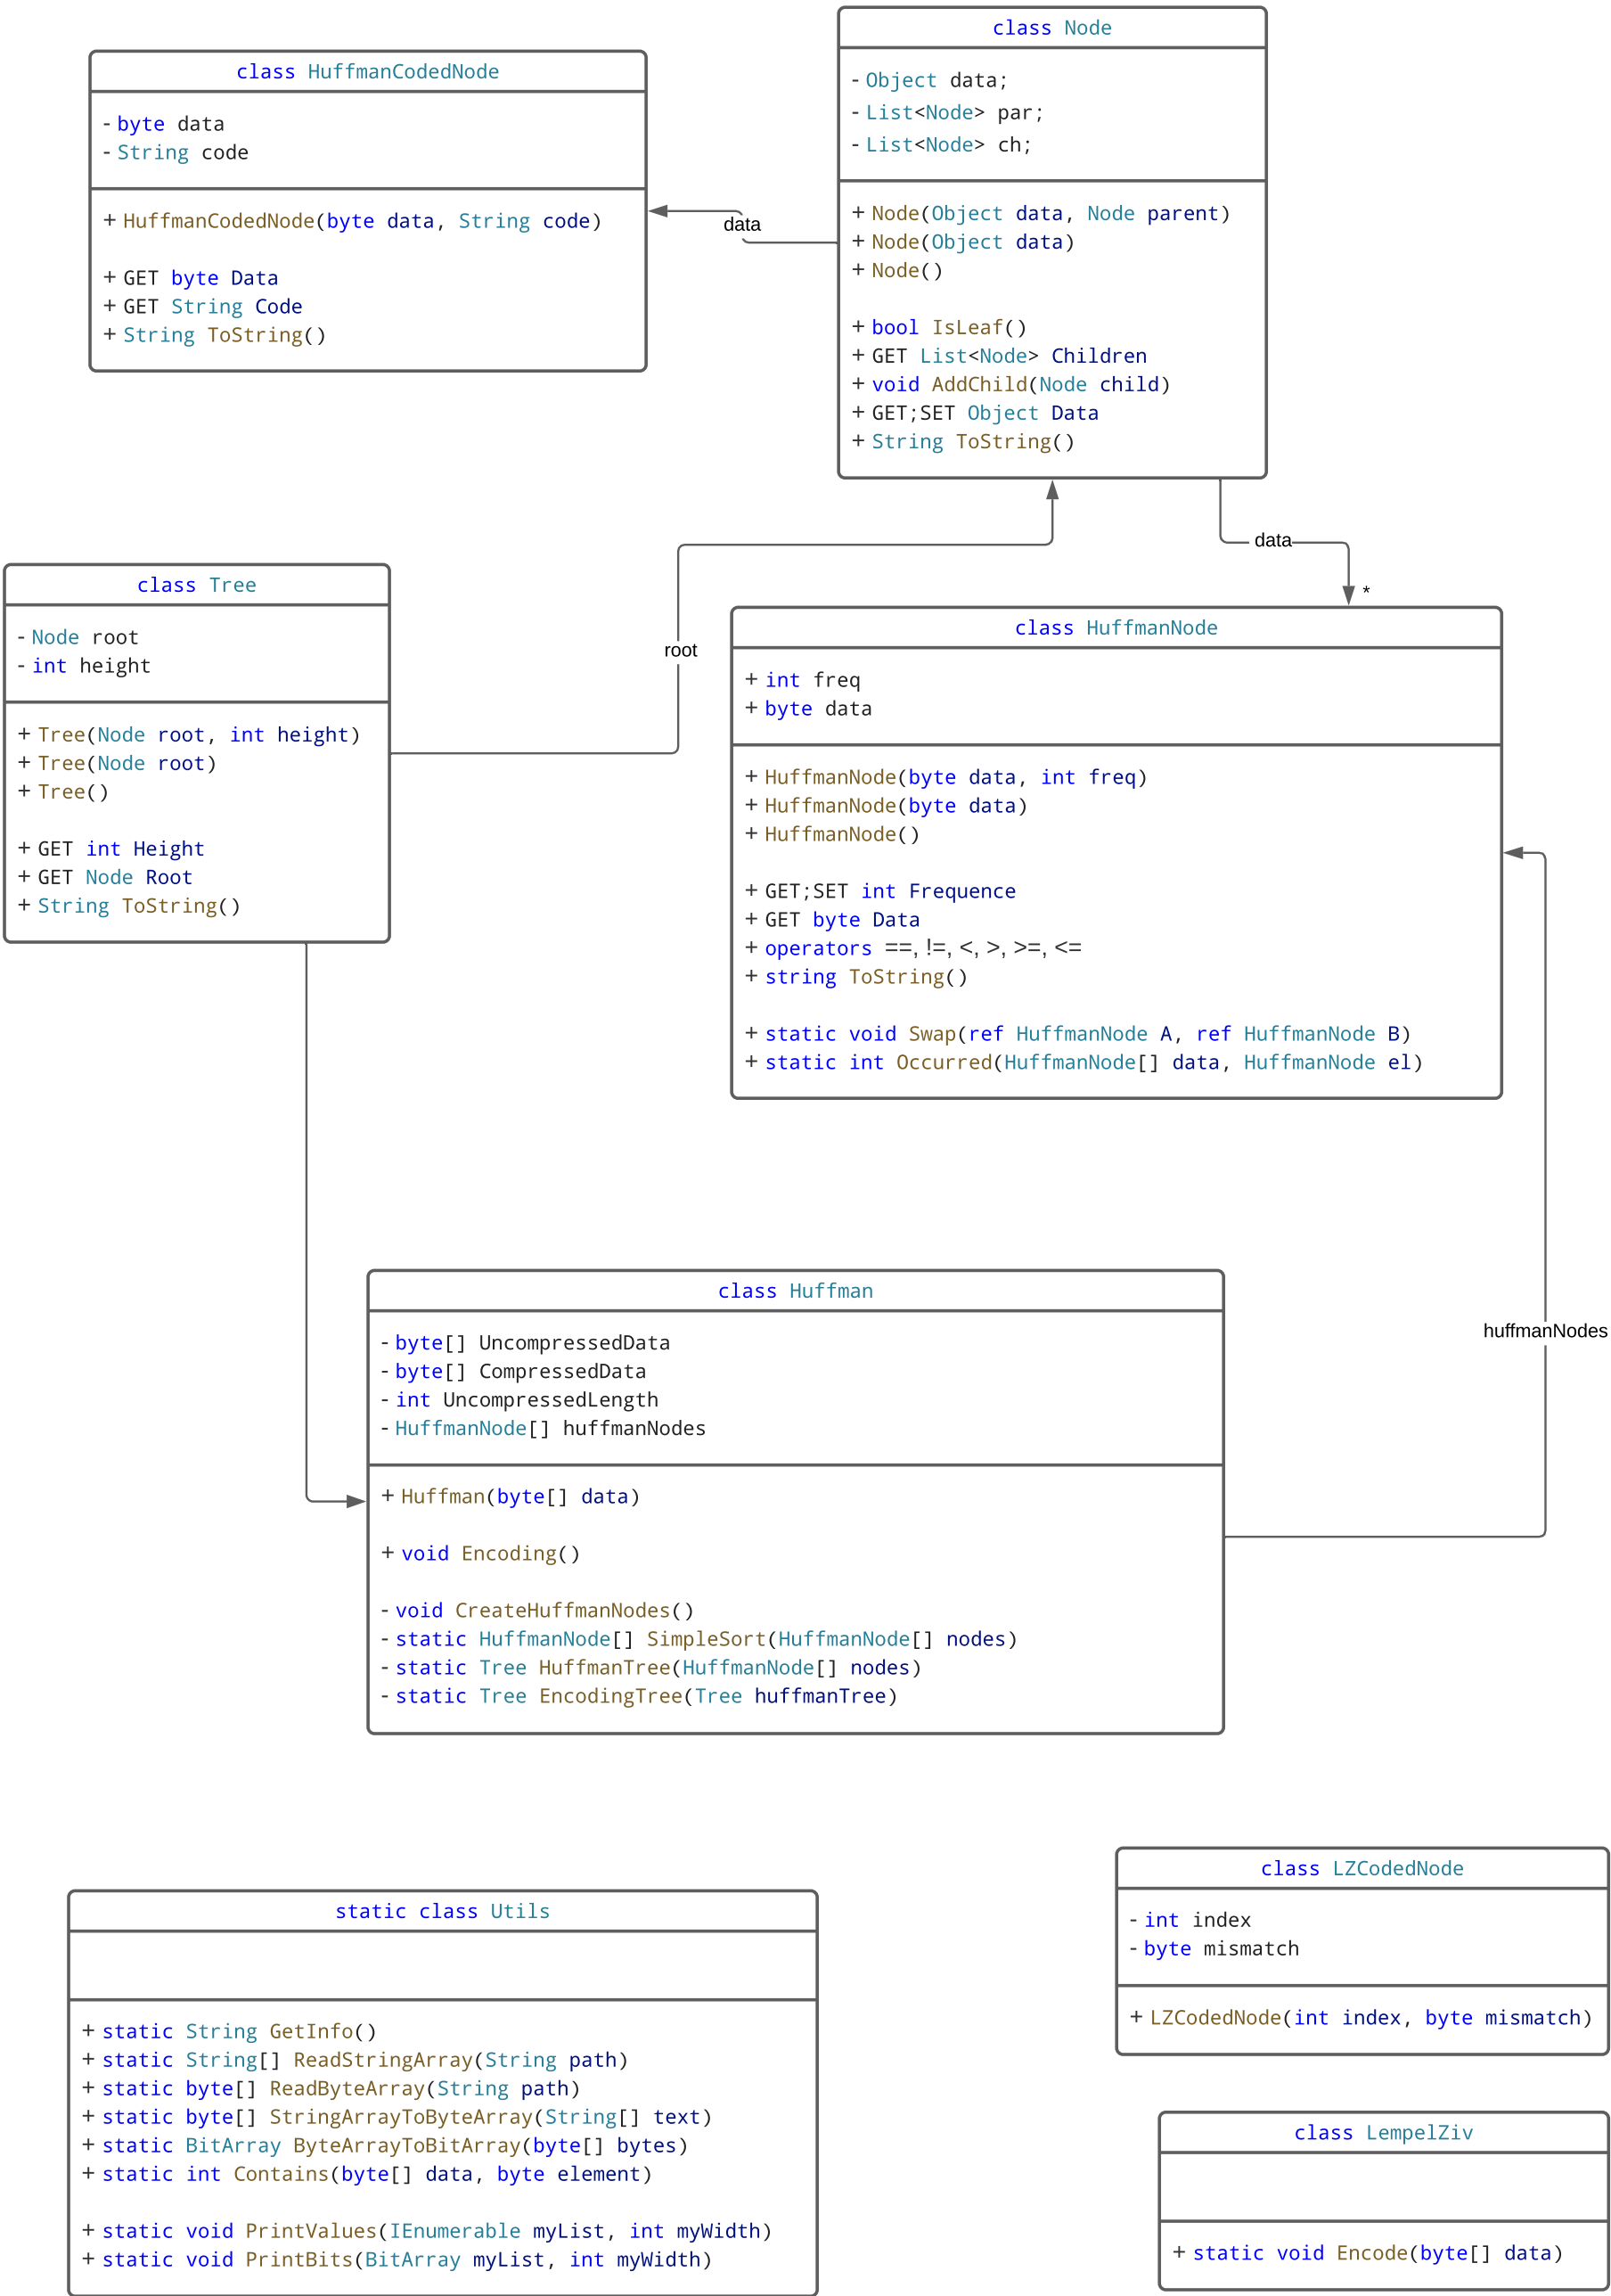 class Node
- Object data;
- List<Node> par;
- List<Node> ch;
+ Node(Object data, Node parent)
+ Node(Object data)
+ Node()
+ bool IsLeaf()
+ GET List<Node> Children
+ void AddChild(Node child)
+ GET;SET Object Data
+ String ToString()
class HuffmanCodedNode
- byte data
- String code
+ HuffmanCodedNode(byte data, String code)
+ GET byte Data
+ GET String Code
+ String ToString()
data
data
*
class Tree
- Node root
- int height
+ Tree(Node root, int height)
+ Tree(Node root)
+ Tree()
+ GET int Height
+ GET Node Root
+ String ToString()
root
class HuffmanNode
+ int freq
+ byte data
+ HuffmanNode(byte data, int freq)
+ HuffmanNode(byte data)
+ HuffmanNode()
+ GET;SET int Frequence
+ GET byte Data
+ operators ==, !=, <, >, >=, <=
+ string ToString()
+ static void Swap(ref HuffmanNode A, ref HuffmanNode B)
+ static int Occurred(HuffmanNode[] data, HuffmanNode el)
class Huffman
- byte[] UncompressedData
- byte[] CompressedData
- int UncompressedLength
- HuffmanNode[] huffmanNodes
+ Huffman(byte[] data)
+ void Encoding()
- void CreateHuffmanNodes()
- static HuffmanNode[] SimpleSort(HuffmanNode[] nodes)
- static Tree HuffmanTree(HuffmanNode[] nodes)
- static Tree EncodingTree(Tree huffmanTree)
huffmanNodes
static class Utils
+ static String GetInfo()
+ static String[] ReadStringArray(String path)
+ static byte[] ReadByteArray(String path)
+ static byte[] StringArrayToByteArray(String[] text)
+ static BitArray ByteArrayToBitArray(byte[] bytes)
+ static int Contains(byte[] data, byte element)
+ static void PrintValues(IEnumerable myList, int myWidth)
+ static void PrintBits(BitArray myList, int myWidth)
class LZCodedNode
- int index
- byte mismatch
+ LZCodedNode(int index, byte mismatch)
class LempelZiv
+ static void Encode(byte[] data)